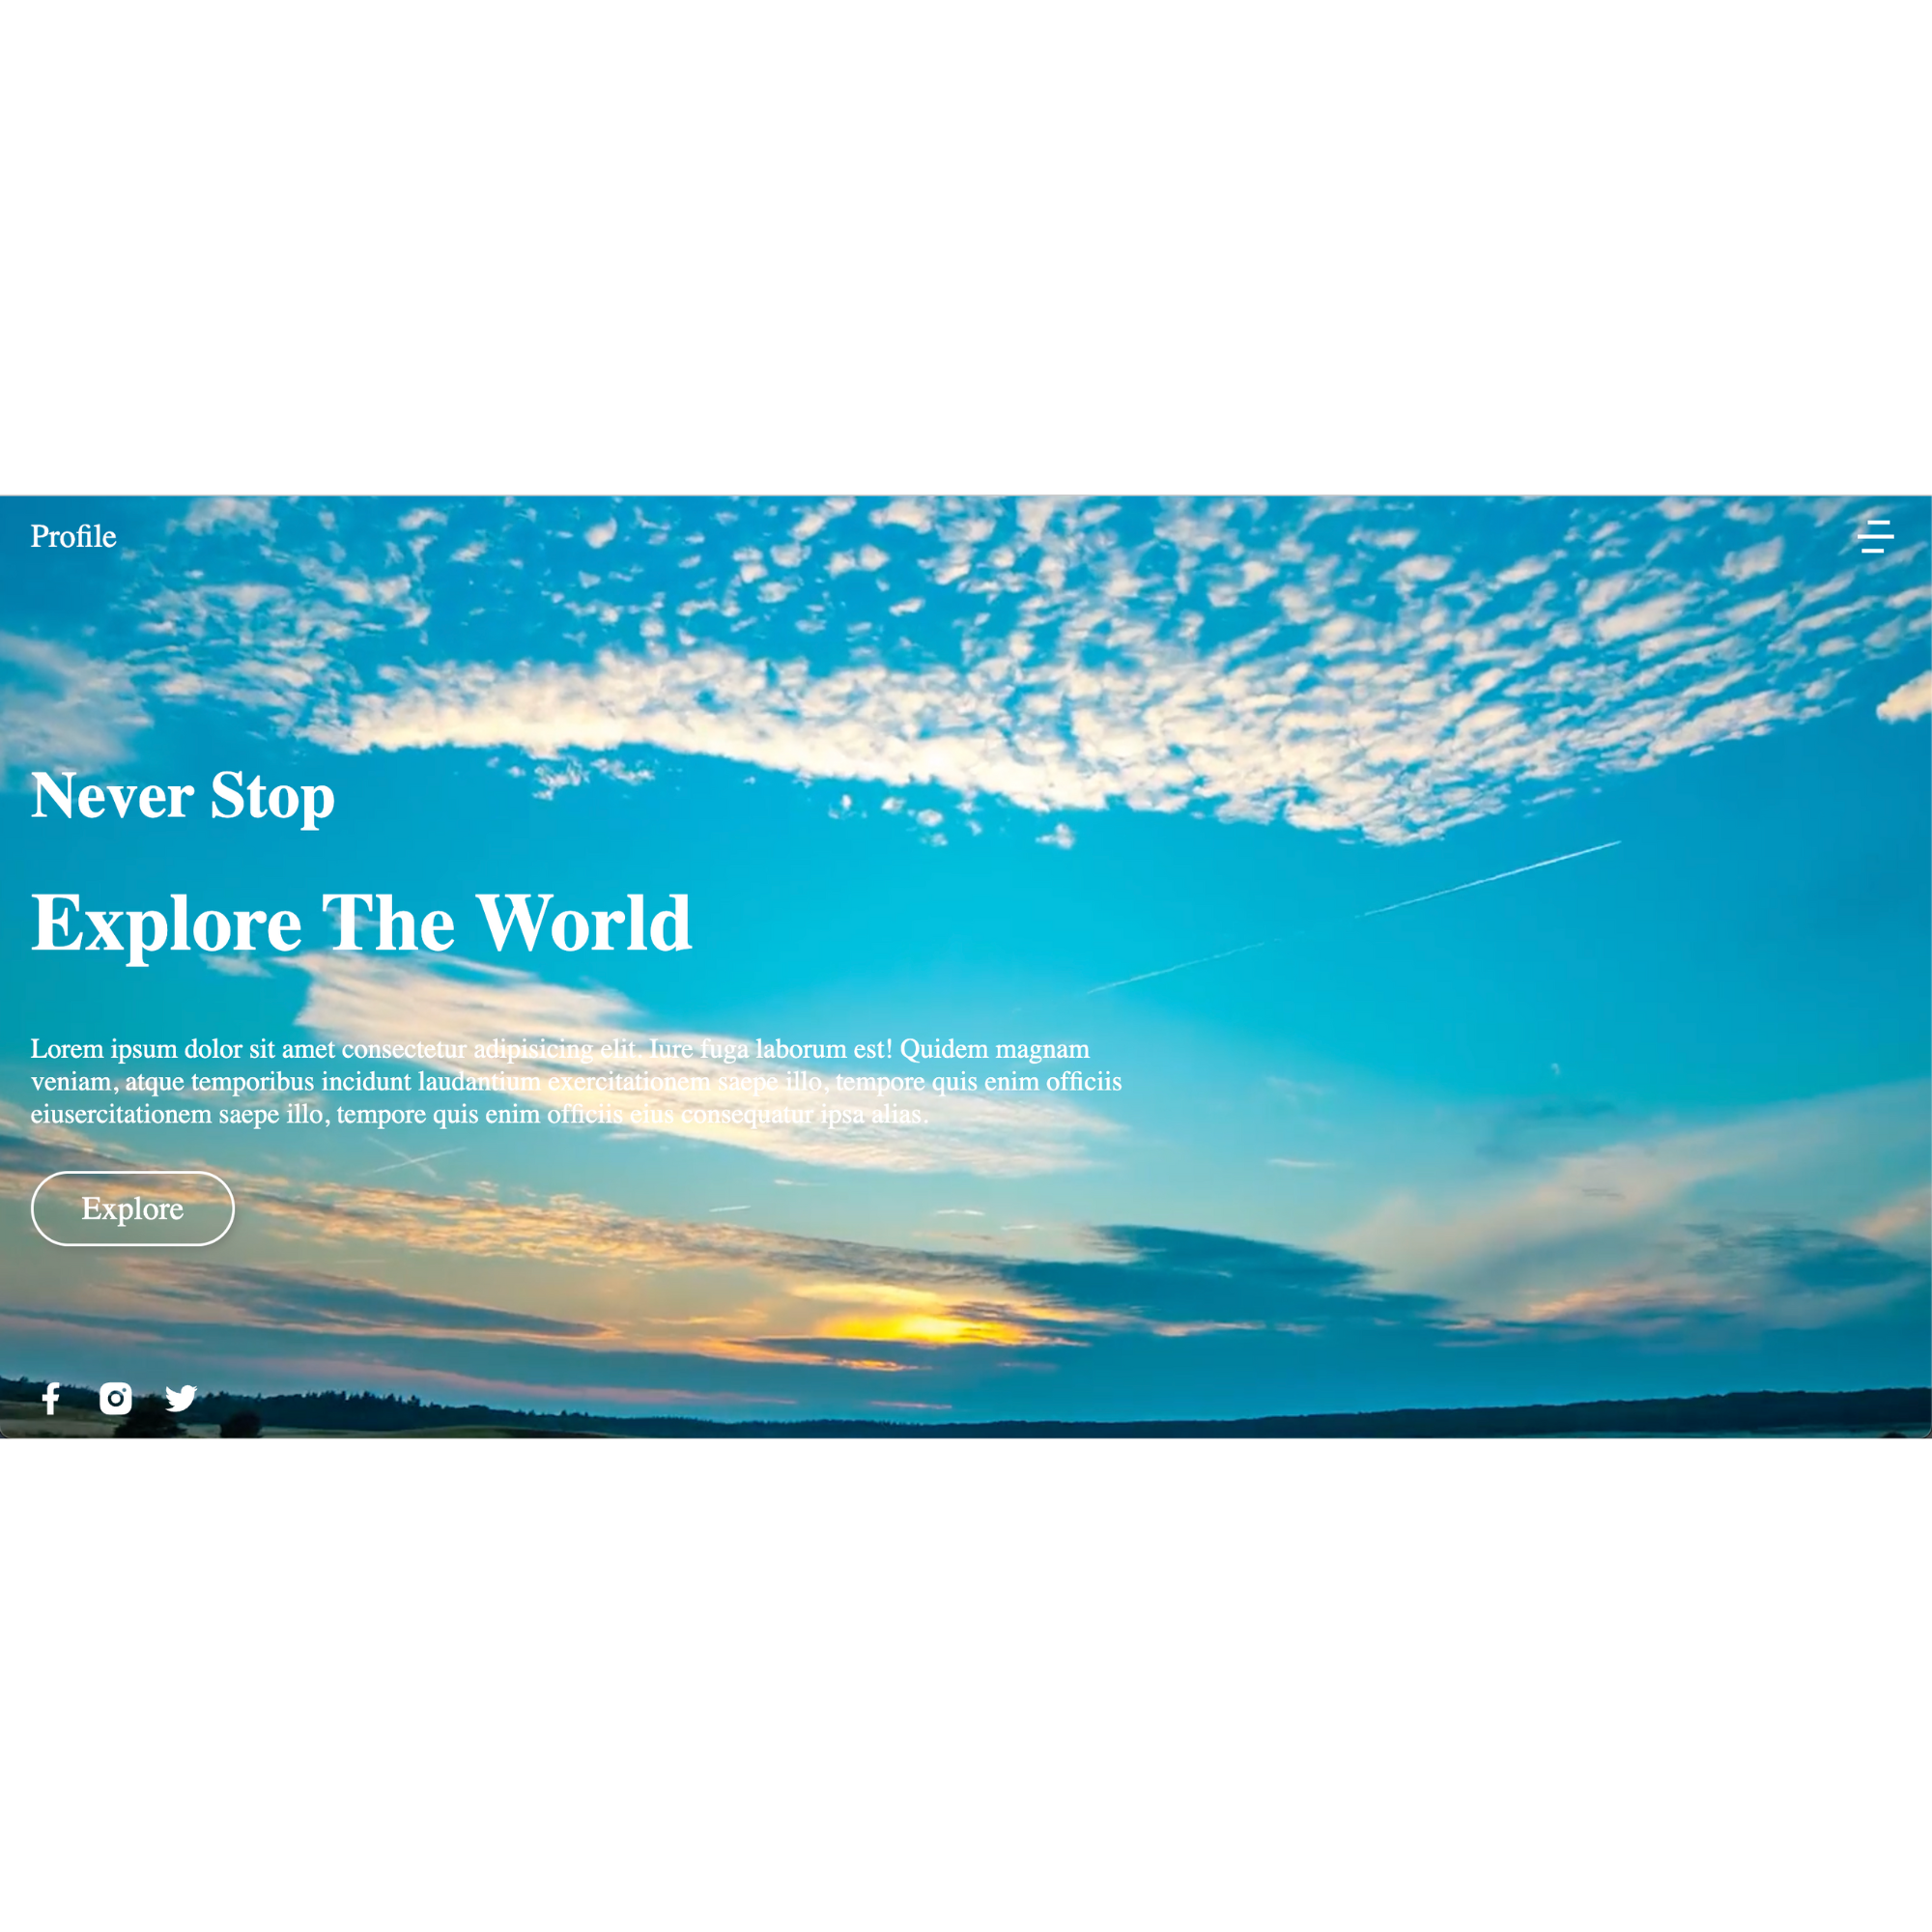 Profile
Never Stop
Explore The World
Lorem ipsum dolor sit amet consectetur adipisicing elit. Iure fuga laborum est! Quidem magnam
veniam, atque temporibus incidunt laudantium exercitationem saepe illo, tempore quis enim officiis
eiusercitationem saepe illo, tempore quis enim officiis eius consequatur ipsa alias.
Explore